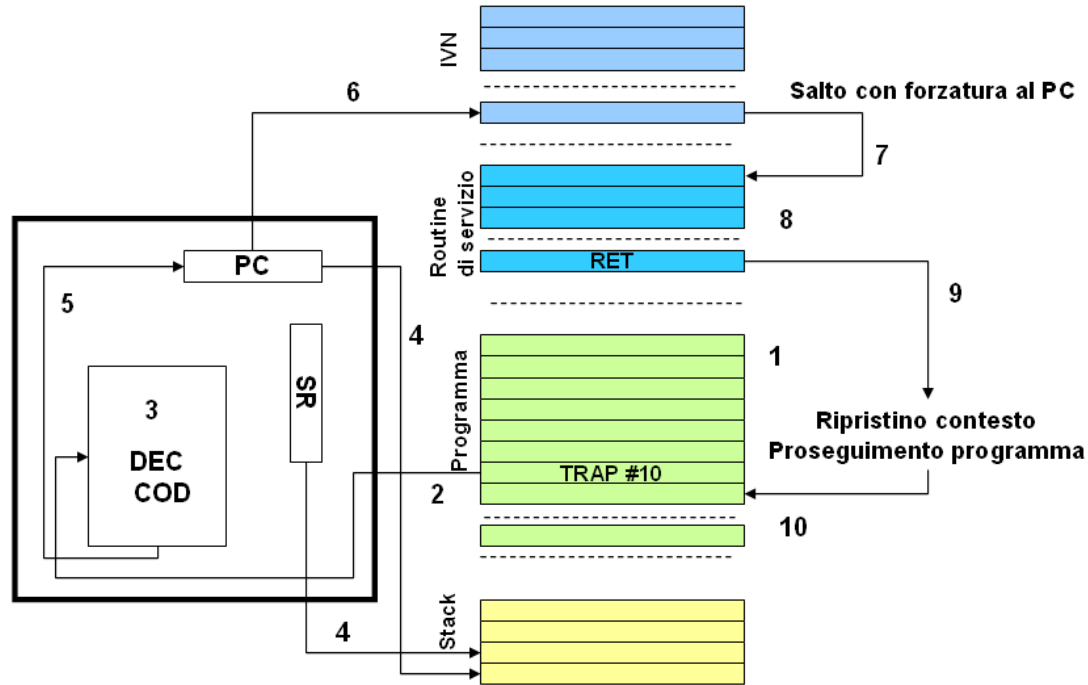 IVN
6
Salto con forzatura al PC
7
Routine
di servizio
8
PC
RET
5
4
9
1
SR
Programma
3
DEC
COD
Ripristino contesto
Proseguimento programma
TRAP #10
2
10
Stack
4